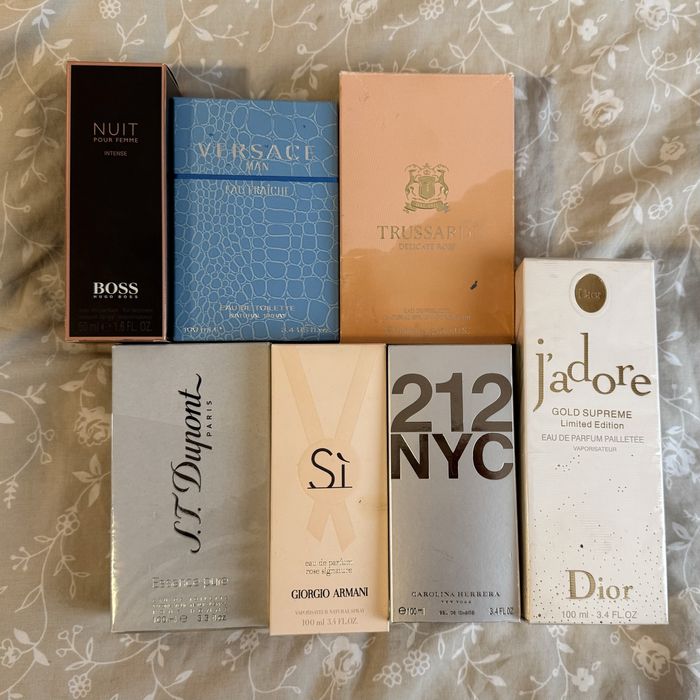 NUIT
POUR FEMME
INTENSE
BOSS
HUGO BOSS
50 ml℮1.6 FL.OZ
VERSACE
MAN
EAU FRAÎCHE
EAU DE TOILETTE
NATURAL SPRAY
TRUSSARDI
DELICATE ROSE
S.T. Dupont
PARIS
Essence pure
100 ml ℮ 3.3 fl.oz
Sì
eau de parfum
rose signature
GIORGIO ARMANI
VAPORISATEUR NATURAL SPRAY
100 ml 3.4 FL.OZ
212
NYC
CAROLINA HERRERA
NEW YORK
℮100 ml
3.4 FL.OZ
Dior
j'adore
GOLD SUPREME
Limited Edition
EAU DE PARFUM PAILLETÉE
VAPORISATEUR
Dior
100 ml - 3.4 FL.OZ